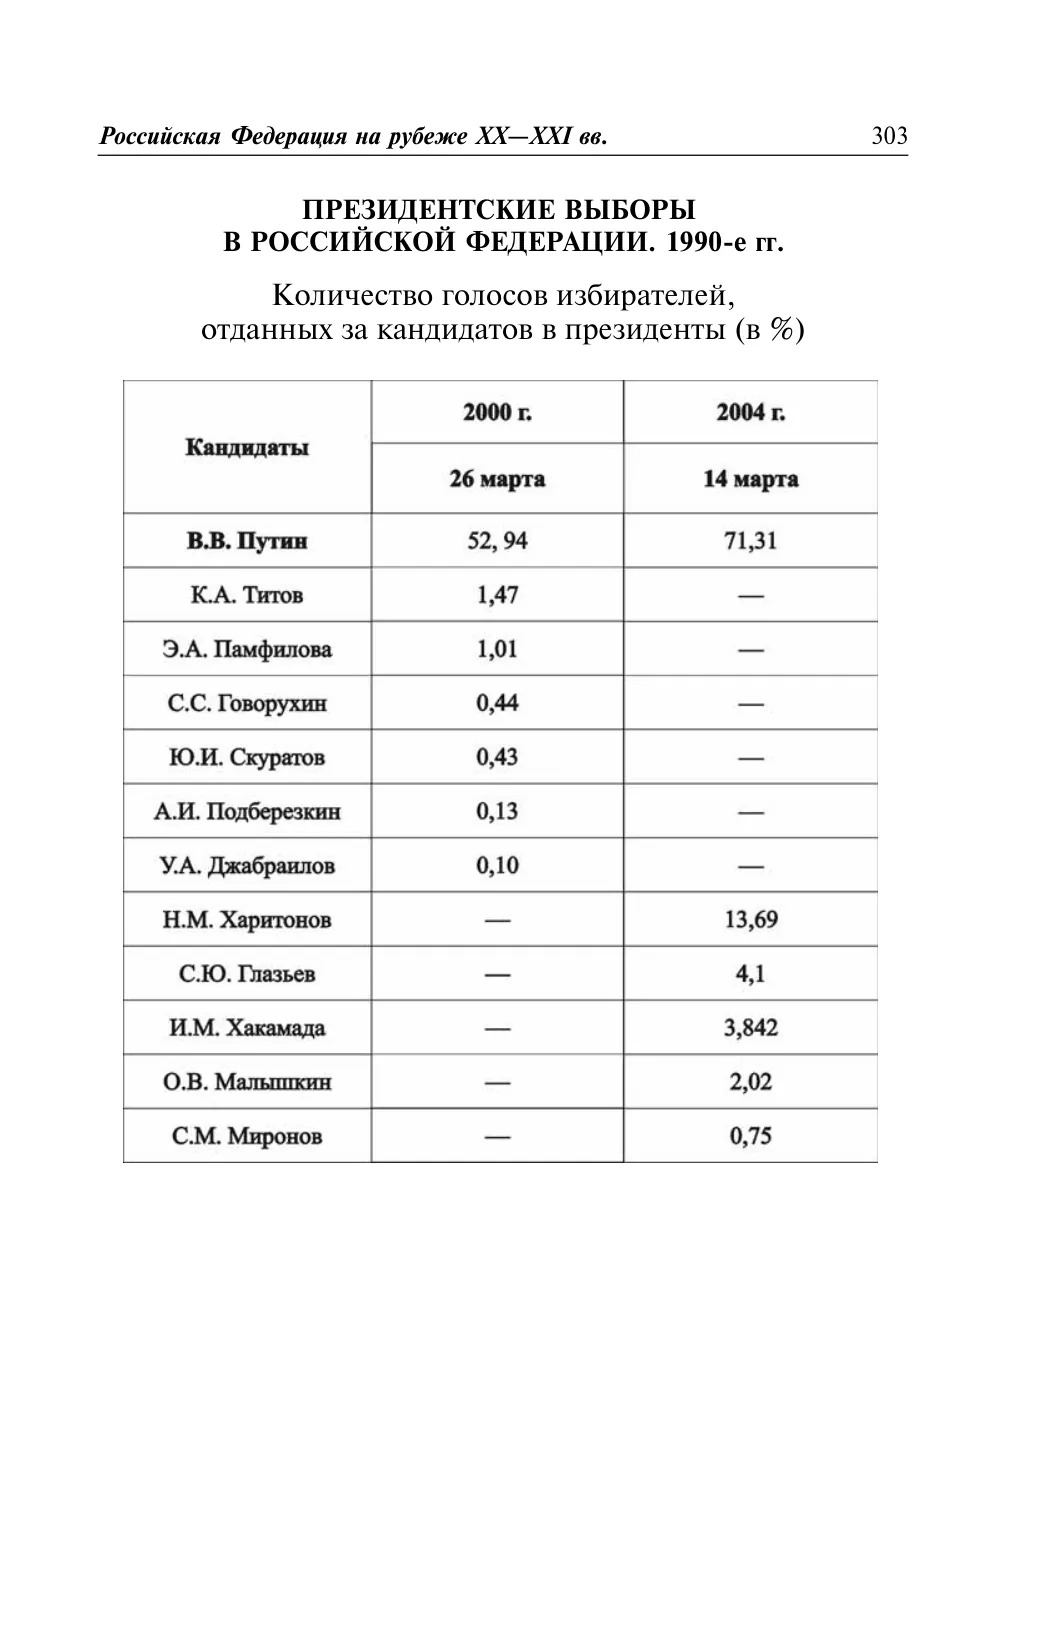 Российская Федерация на рубеже XX—XXI вв. 303
ПРЕЗИДЕНТСКИЕ ВЫБОРЫ
В РОССИЙСКОЙ ФЕДЕРАЦИИ. 1990-е гг.
Количество голосов избирателей,
отданных за кандидатов в президенты (в %)
Кандидаты 2000 г. 2004 г.
26 марта 14 марта
В.В. Путин 52, 94 71,31
К.А. Титов 1,47 —
Э.А. Памфилова 1,01 —
С.С. Говорухин 0,44 —
Ю.И. Скуратов 0,43 —
А.И. Подберезкин 0,13 —
У.А. Джабраилов 0,10 —
Н.М. Харитонов — 13,69
С.Ю. Глазьев — 4,1
И.М. Хакамада — 3,842
О.В. Малышкин — 2,02
С.М. Миронов — 0,75